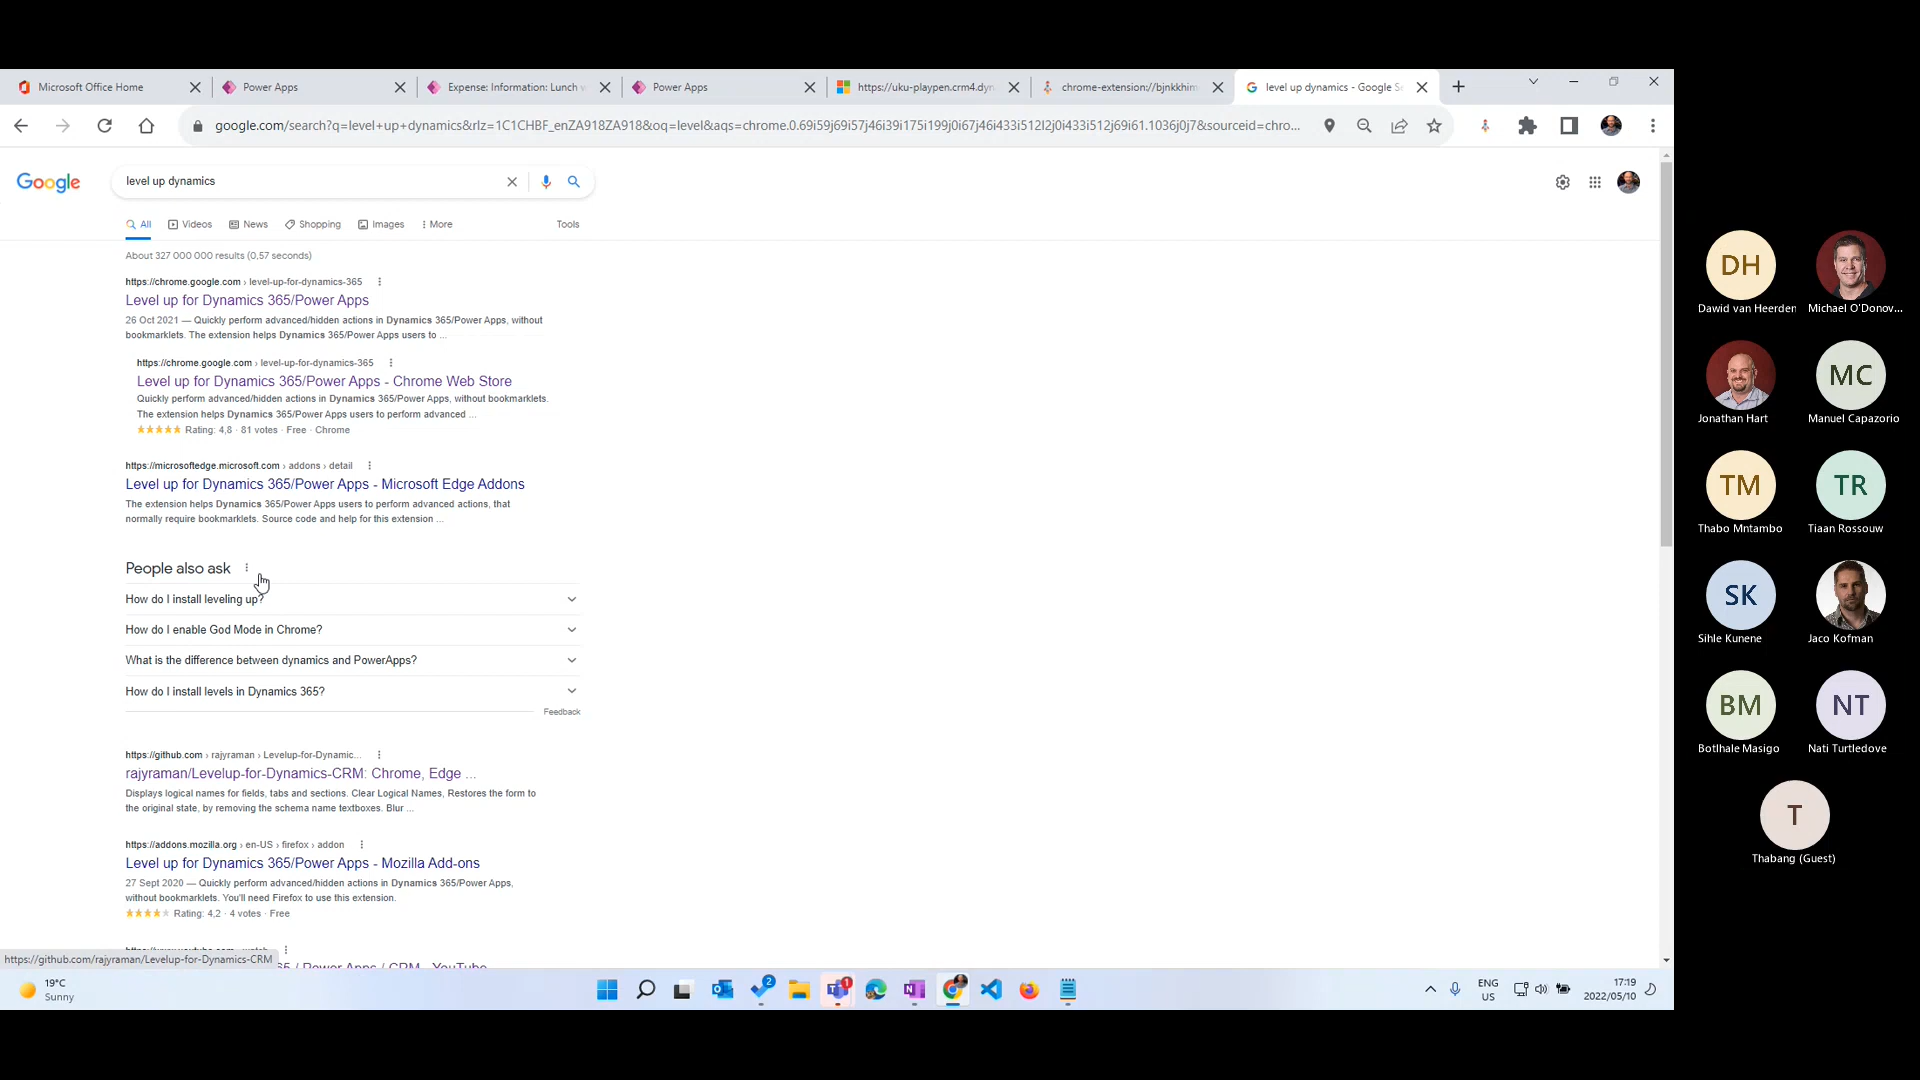 Microsoft Office Home
Power Apps
Expense: Information: Lunch w
Power Apps
https://uku-playpen.crm4.dyn
chrome-extension://bjnkkhim
level up dynamics - Google S
google.com/search?q=level+up+dynamics&rlz=1C1CHBF_enZA918ZA918&oq=level&aqs=chrome.0.69i59j69i57j46i39i175i199j0i67j46i433i512l2j0i433i512j69i61.1036j0j7&sourceid=chro...
Google
level up dynamics
All
Videos
News
Shopping
Images
More
Tools
About 327 000 000 results (0,57 seconds)
https://chrome.google.com › level-up-for-dynamics-365
Level up for Dynamics 365/Power Apps
26 Oct 2021 — Quickly perform advanced/hidden actions in Dynamics 365/Power Apps, without
bookmarklets. The extension helps Dynamics 365/Power Apps users to ...
https://chrome.google.com › level-up-for-dynamics-365
Level up for Dynamics 365/Power Apps - Chrome Web Store
Quickly perform advanced/hidden actions in Dynamics 365/Power Apps, without bookmarklets.
The extension helps Dynamics 365/Power Apps users to perform advanced ...
Rating: 4,8 · 81 votes · Free · Chrome
https://microsoftedge.microsoft.com › addons › detail
Level up for Dynamics 365/Power Apps - Microsoft Edge Addons
The extension helps Dynamics 365/Power Apps users to perform advanced actions, that
normally require bookmarklets. Source code and help for this extension ...
People also ask
How do I install leveling up?
How do I enable God Mode in Chrome?
What is the difference between dynamics and PowerApps?
How do I install levels in Dynamics 365?
Feedback
https://github.com › rajyraman › Levelup-for-Dynamic...
rajyraman/Levelup-for-Dynamics-CRM: Chrome, Edge ...
Displays logical names for fields, tabs and sections. Clear Logical Names, Restores the form to
the original state, by removing the schema name textboxes. Blur ...
https://addons.mozilla.org › en-US › firefox › addon
Level up for Dynamics 365/Power Apps - Mozilla Add-ons
27 Sept 2020 — Quickly perform advanced/hidden actions in Dynamics 365/Power Apps,
without bookmarklets. You'll need Firefox to use this extension.
Rating: 4,2 · 4 votes · Free
https://github.com/rajyraman/Levelup-for-Dynamics-CRM
/ Power Apps / CRM - YouTube
19°C
Sunny
2
1
ENG
US
17:19
2022/05/10
DH
Dawid van Heerden
Michael O'Donov...
Jonathan Hart
MC
Manuel Capazorio
TM
Thabo Mntambo
TR
Tiaan Rossouw
SK
Sihle Kunene
Jaco Kofman
BM
Botlhale Masigo
NT
Nati Turtledove
T
Thabang (Guest)